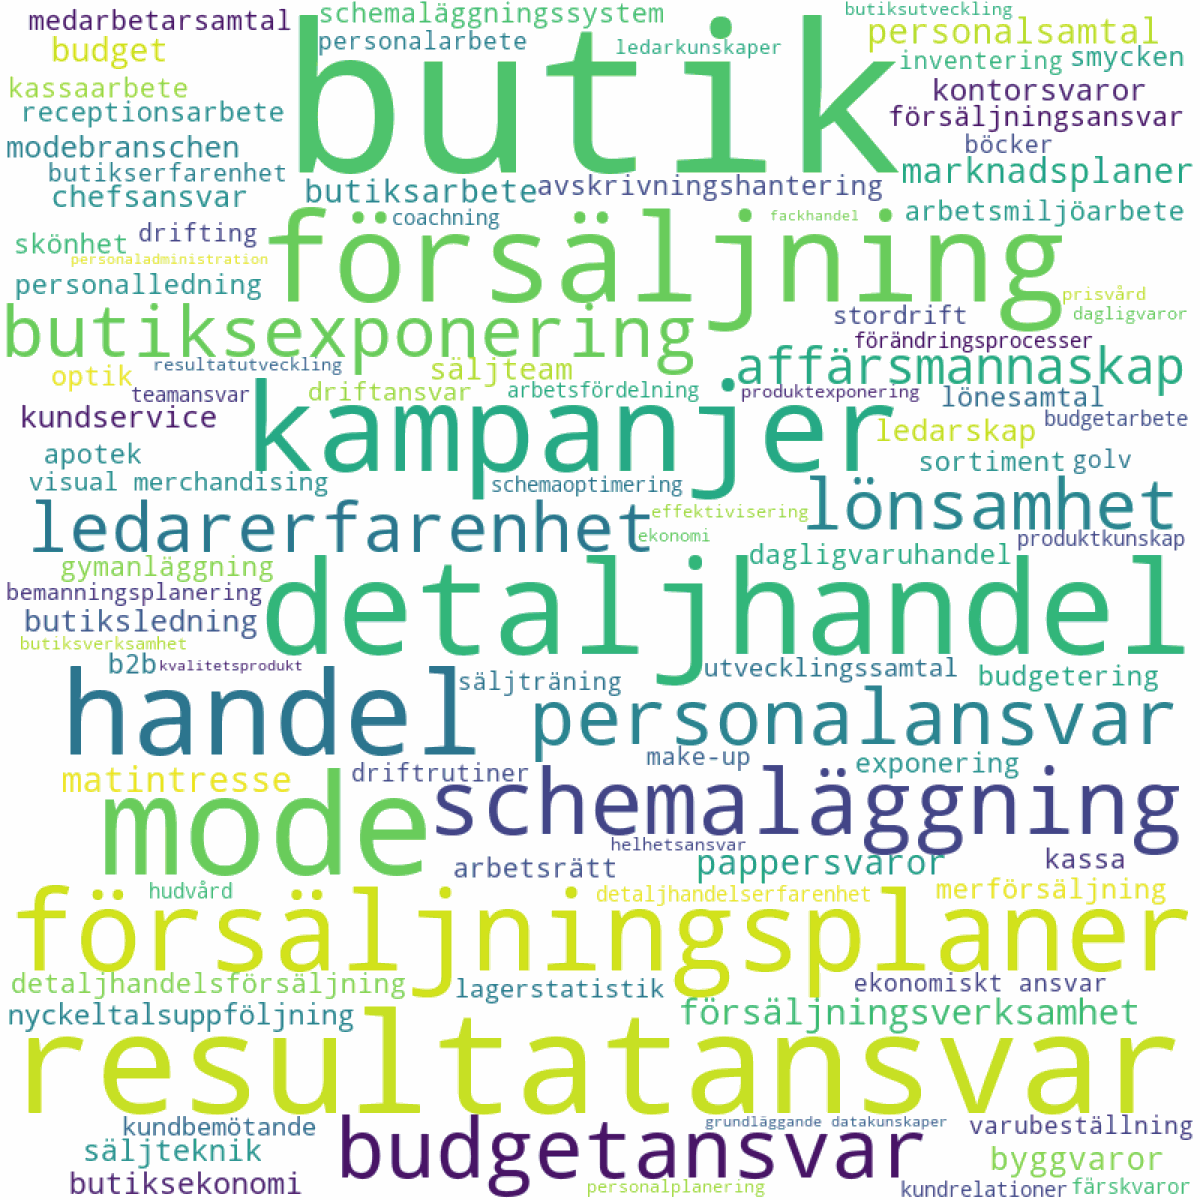 medarbetarsamtal
schemaläggningssystem
butiksutveckling
budget
personalarbete
butik
ledarkunskaper
personalsamtal
kassaarbete
inventering
smycken
receptionsarbete
kontorsvaror
försäljningsansvar
modebranschen
böcker
butikserfarenhet
marknadsplaner
chefsansvar
butiksarbete
avskrivningshantering
coachning
fackhandel
arbetsmiljöarbete
skönhet
drifting
försäljning
personaladministration
personalledning
prisvård
dagligvaror
butiksexponering
stordrift
förändringsprocesser
resultatutveckling
säljteam
affärsmannaskap
optik
teamansvar
driftansvar
arbetsfördelning
produktexponering
lönesamtal
kundservice
kampanjer
budgetarbete
ledarskap
apotek
sortiment
golv
visual merchandising
schemaoptimering
lönsamhet
ledarerfarenhet
effektivisering
ekonomi
produktkunskap
gymanläggning
dagligvaruhandel
bemanningsplanering
detaljhandel
butiksledning
butiksverksamhet
b2b
kvalitetsprodukt
utvecklingssamtal
handel
säljträning
budgetering
personalansvar
make-up
matintresse
driftrutiner
exponering
mode
schemaläggning
helhetsansvar
arbetsrätt
pappersvaror
kassa
hudvård
detaljhandelserfarenhet
merförsäljning
försäljningsplaner
detaljhandelsförsäljning
lagerstatistik
ekonomiskt ansvar
nyckeltalsuppföljning
försäljningsverksamhet
resultatansvar
kundbemötande
budgetansvar
grundläggande datakunskaper
varubeställning
säljteknik
byggvaror
butiksekonomi
personalplanering
kundrelationer
färskvaror